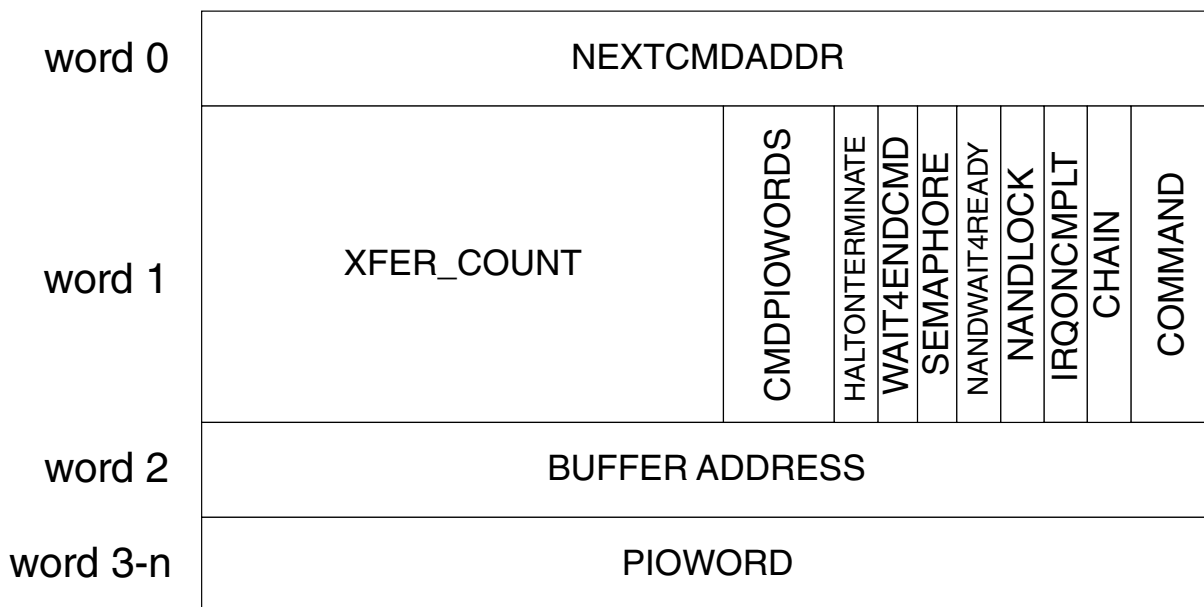 word 0
NEXTCMDADDR
word 1
XFER_COUNT
CMDPIOWORDS
HALTONTERMINATE
WAIT4ENDCMD
SEMAPHORE
NANDWAIT4READY
NANDLOCK
IRQONCMPLT
CHAIN
COMMAND
word 2
BUFFER ADDRESS
word 3-n
PIOWORD